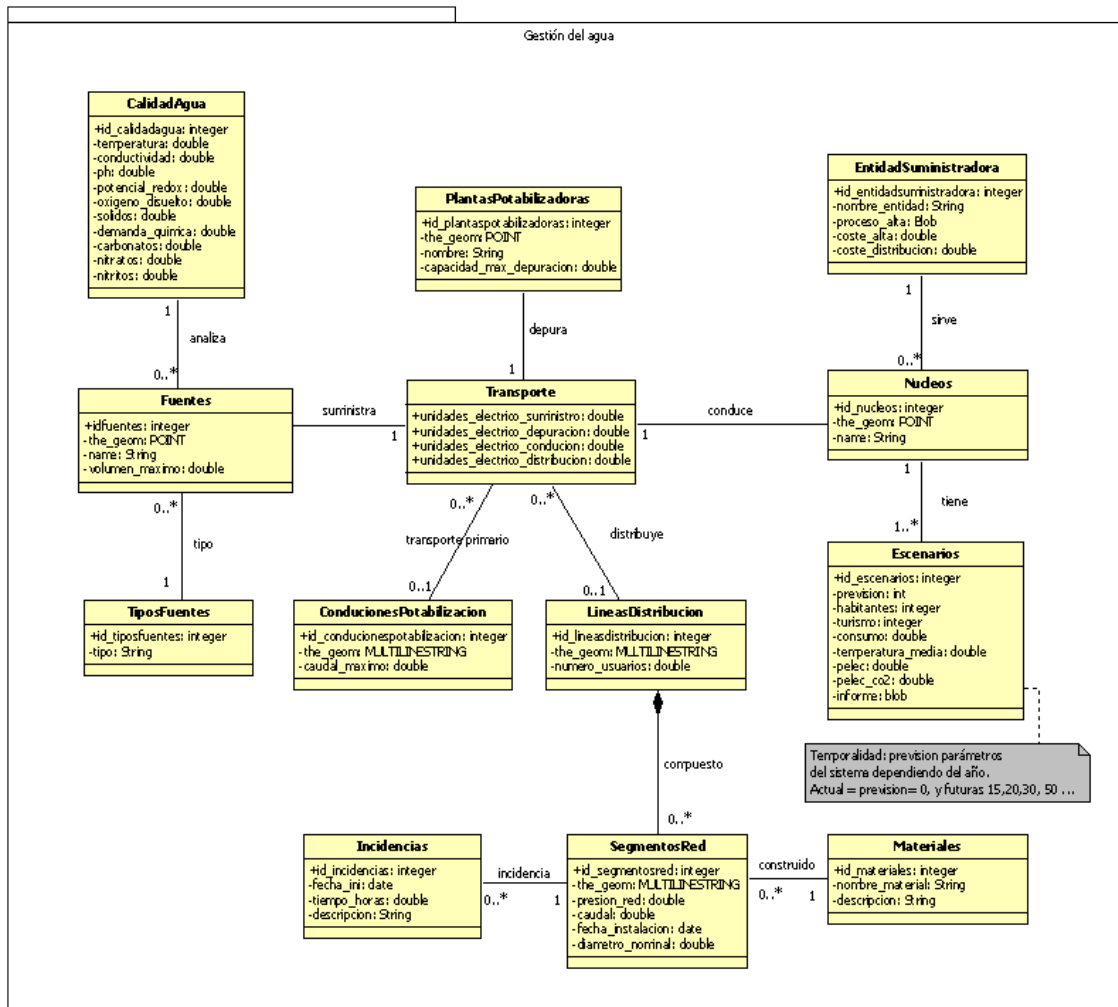 Gestión del agua
CalidadAgua
+id_calidadagua: integer
-temperatura: double
-conductividad: double
-ph: double
-potencial_redox: double
-oxigeno_disuelto: double
-solidos: double
-demanda_quirrica: double
-carbonatos: double
-nitratos: double
-nitritos: double
1
analiza
0..*
PlantasPotabilizadoras
+id_plantaspotabilizadoras: integer
-the_geom: POINT
-nombre: String
-capacidad_max_depuracion: double
1
depura
1
EntidadSuministradora
+id_entidadsuministradora: integer
-nombre_entidad: String
-proceso_alta: Blob
-coste_alta: double
-coste_distribucion: double
1
sirve
0..*
Fuentes
+idfuentes: integer
-the_geom: POINT
-name: String
-volumen_maximo: double
surrinistra
1
Transporte
+unidades_electrico_suministro: double
+unidades_electrico_depuracion: double
+unidades_electrico_conducion: double
+unidades_electrico_distribucion: double
conduce
1
Nucleos
+id_nucleos: integer
-the_geom: POINT
-name: String
1
tiene
1..*
0..*
tipo
1
0..*
transporte primario
0..1
0..*
distribuye
0..1
TiposFuentes
+id_tiposfuentes: integer
-tipo: String
ConducionesPotabilizacion
+id_conducionespotabilizacion: integer
-the_geom: MULTILINESTRING
-caudal_maximo: double
LineasDistribucion
+id_lineasdistribucion: integer
-the_geom: MULTILINESTRING
-numero_usuarios: double
Escenarios
+id_escenarios: integer
-prevision: int
-habitantes: integer
-turismo: integer
-consumo: double
-temperatura_media: double
-pelec: double
-pelec_co2: double
-informe: blob
Temporalidad: prevision parámetros
del sistema dependiendo del año.
Actual = prevision= 0, y futuras 15,20,30, 50 ...
compuesto
0..*
Incidencias
+id_incidencias: integer
-fecha_ini: date
-tiempo_horas: double
-descripcion: String
incidencia
0..*
1
SegmentosRed
+id_segmentosred: integer
-the_geom: MULTILINESTRING
-presion_red: double
-caudal: double
-fecha_instalacion: date
-diametro_nominal: double
construido
0..*
1
Materiales
+id_materiales: integer
-nombre_material: String
-descripcion: String